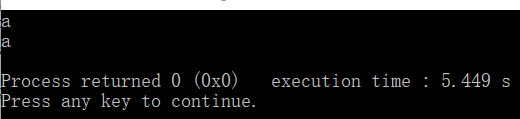 a
a
Process returned 0 (0x0)   execution time : 5.449 s
Press any key to continue.